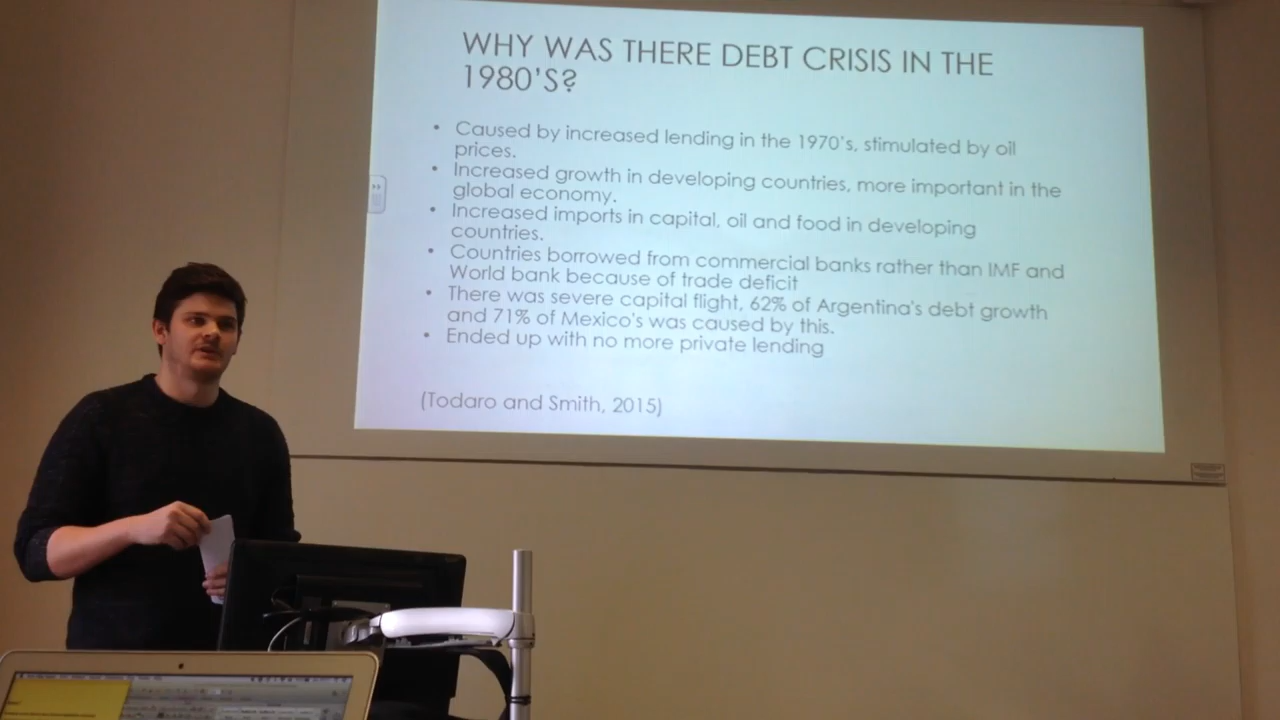 WHY WAS THERE DEBT CRISIS IN THE
1980'S?
• Caused by increased lending in the 1970's, stimulated by oil
prices.
• Increased growth in developing countries, more important in the
global economy.
• Increased imports in capital, oil and food in developing
countries.
• Countries borrowed from commercial banks rather than IMF and
World bank because of trade deficit
• There was severe capital flight, 62% of Argentina's debt growth
and 71% of Mexico's was caused by this.
• Ended up with no more private lending
(Todaro and Smith, 2015)